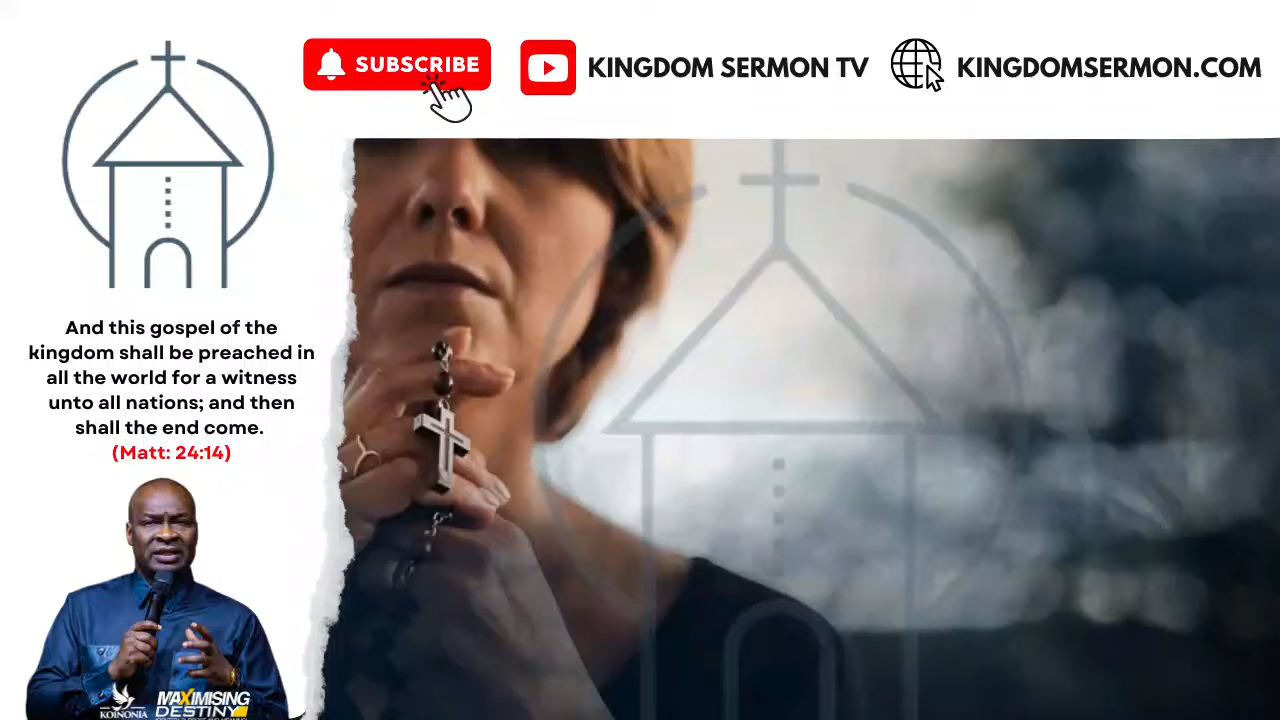 SUBSCRIBE
KINGDOM SERMON TV
KINGDOMSERMON.COM
And this gospel of the
kingdom shall be preached in
all the world for a witness
unto all nations; and then
shall the end come.
(Matt: 24:14)
KOINONIA
MAXIMISING
DESTINY